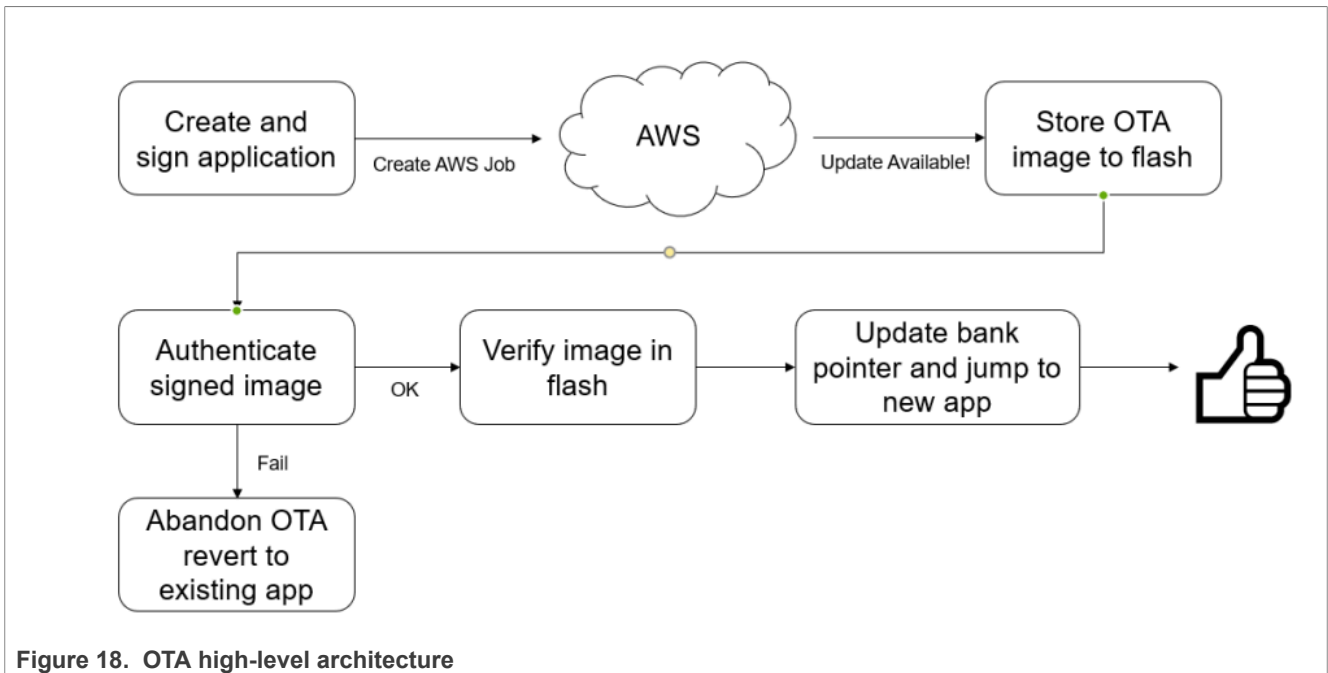 Create and
sign application
Create AWS Job
AWS
Update Available!
Store OTA
image to flash
Authenticate
signed image
OK
Verify image in
flash
Update bank
pointer and jump to
new app
Fail
Abandon OTA
revert to
existing app
Figure 18. OTA high-level architecture